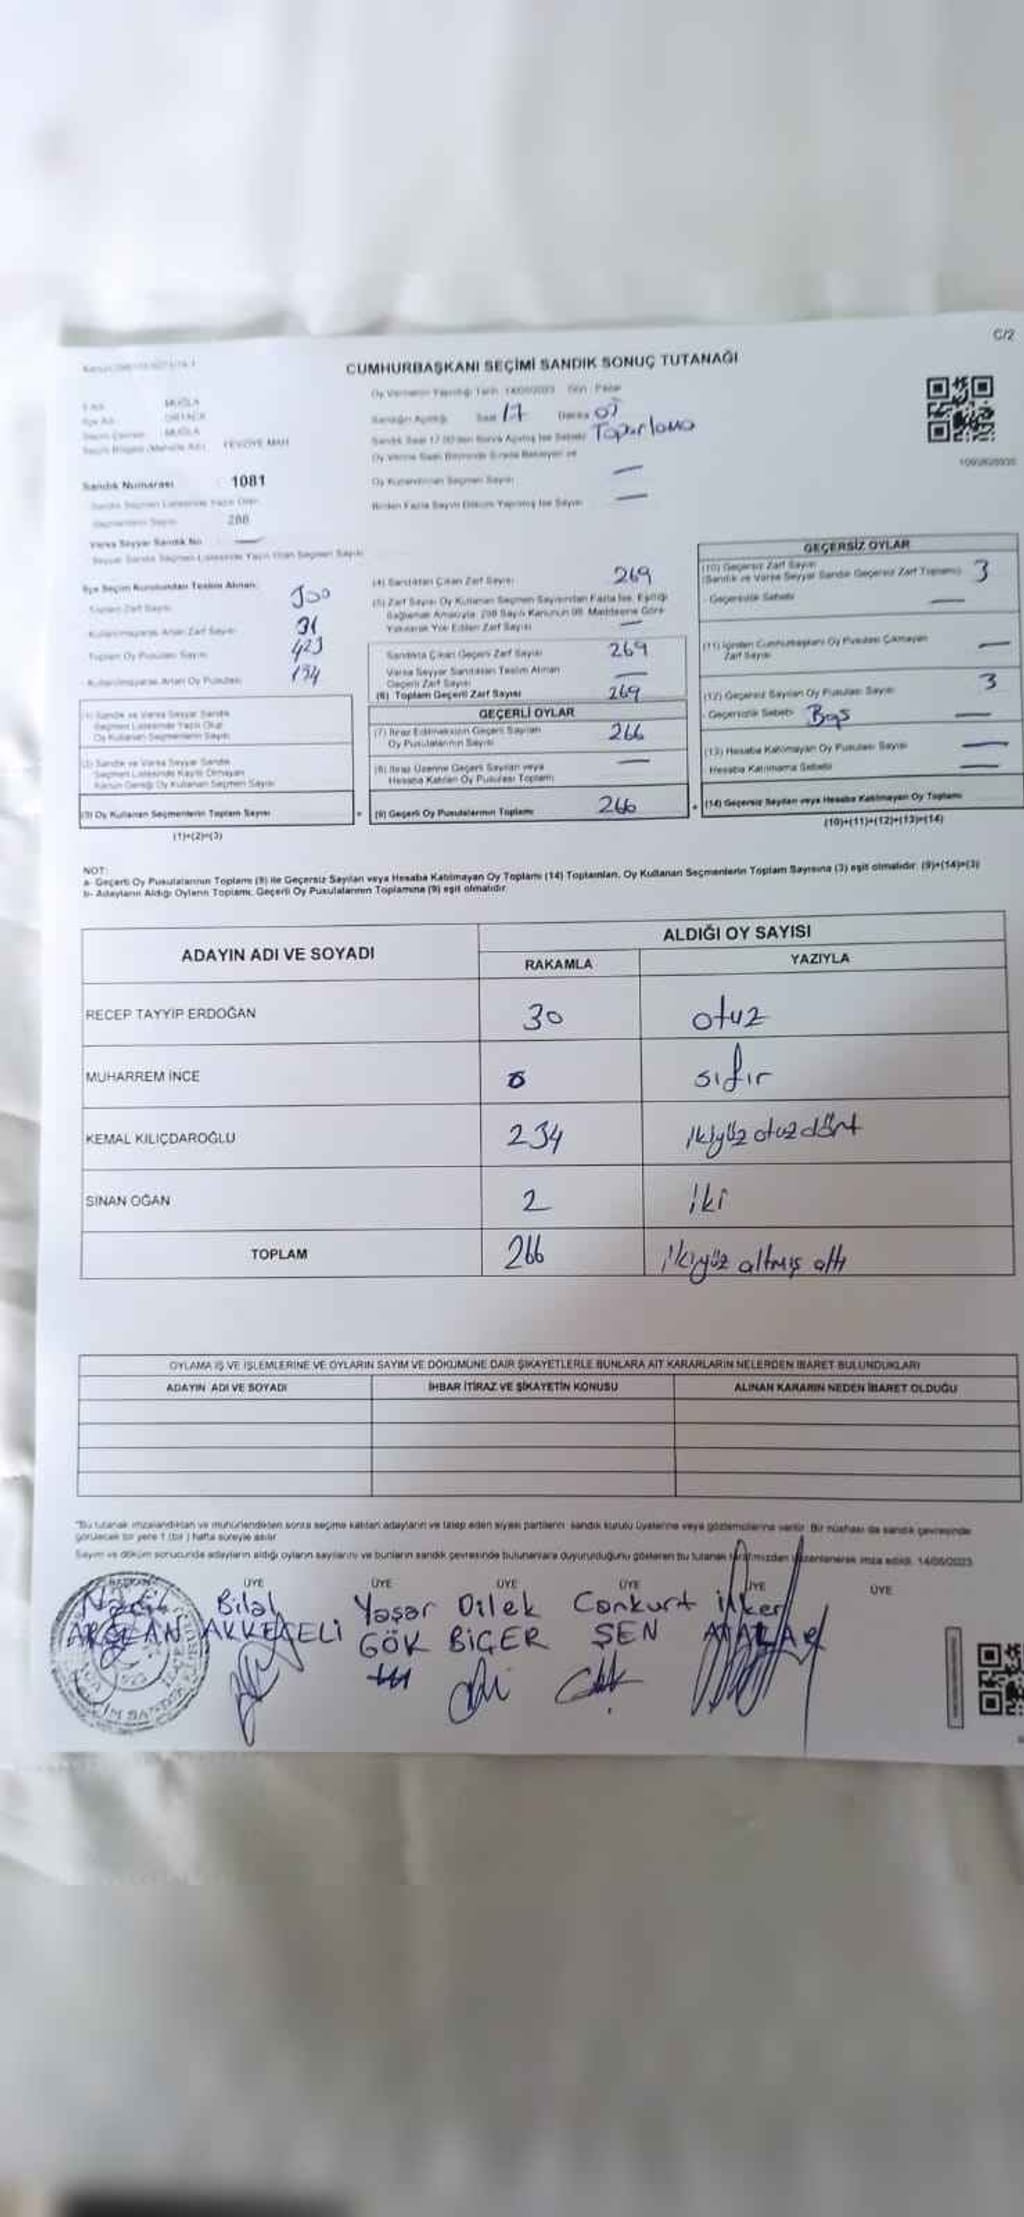 C/2
CUMHURBAŞKANI SEÇİMİ SANDIK SONUÇ TUTANAĞI
Oy Vermenin Yapıldığı Tarih 14/05/2023 Gün Pazar
İl Adı MUĞLA
İlçe Adı ORTACA
Seçim Çevresi MUĞLA
Sandığın Açıldığı Saat 17 Dakika 05
Sandık Saat 17.00'den Sonra Açılmış İse Sebebi Toparlama
Oy Verme Saati Bitiminde Sırada Bekleyen ve
Oy Kullandırılan Seçmen Sayısı —
Birden Fazla Sayım Döküm Yapılmış İse Sayısı —
Sandık Numarası 1081
Sandık Seçmen Listesinde Yazılı Olan
Seçmenlerin Sayısı 288
Varsa Seyyar Sandık No —
Seyyar Sandık Seçmen Listesinde Yazılı Olan Seçmen Sayısı
İlçe Seçim Kurulundan Teslim Alınan
Toplam Zarf Sayısı 300
Kullanılmayarak Artan Zarf Sayısı 31
Toplam Oy Pusulası Sayısı 423
Kullanılmayarak Artan Oy Pusulası 154
(1) Sandık ve Varsa Seyyar Sandık
Seçmen Listesinde Yazılı Olup
Oy Kullanan Seçmenlerin Sayısı
(2) Sandık ve Varsa Seyyar Sandık
Seçmen Listesinde Kayıtlı Olmayan
Kanun Gereği Oy Kullanan Seçmen Sayısı
(3) Oy Kullanan Seçmenlerin Toplam Sayısı
(1)+(2)=(3)
(4) Sandıktan Çıkan Zarf Sayısı 269
(5) Zarf Sayısı Oy Kullanan Seçmen Sayısından Fazla İse, Eşitliği
Sağlamak Amacıyla, 298 Sayılı Kanunun 98. Maddesine Göre
Yakılarak Yok Edilen Zarf Sayısı —
Sandıkta Çıkan Geçerli Zarf Sayısı 269
Varsa Seyyar Sandıktan Teslim Alınan
Geçerli Zarf Sayısı —
(6) Toplam Geçerli Zarf Sayısı 269
GEÇERLİ OYLAR
(7) İtiraz Edilmeksizin Geçerli Sayılan
Oy Pusulalarının Sayısı 266
(8) İtiraz Üzerine Geçerli Sayılan veya
Hesaba Katılan Oy Pusulası Toplamı —
(9) Geçerli Oy Pusulalarının Toplamı 266
GEÇERSİZ OYLAR
(10) Geçersiz Zarf Sayısı
(Sandık ve Varsa Seyyar Sandık Geçersiz Zarf Toplamı) 3
Geçersizlik Sebebi —
(11) İçinden Cumhurbaşkanı Oy Pusulası Çıkmayan
Zarf Sayısı —
(12) Geçersiz Sayılan Oy Pusulası Sayısı 3
Geçersizlik Sebebi Boş —
(13) Hesaba Katılmayan Oy Pusulası Sayısı —
Hesaba Katılmama Sebebi —
(14) Geçersiz Sayılan veya Hesaba Katılmayan Oy Toplamı
(10)+(11)+(12)+(13)=(14)
NOT:
a- Geçerli Oy Pusulalarının Toplamı (9) ile Geçersiz Sayılan veya Hesaba Katılmayan Oy Toplamı (14) Toplamları, Oy Kullanan Seçmenlerin Toplam Sayısına (3) eşit olmalıdır. (9)+(14)=(3)
b- Adayların Aldığı Oyların Toplamı, Geçerli Oy Pusulalarının Toplamına (9) eşit olmalıdır.
ADAYIN ADI VE SOYADI ALDIĞI OY SAYISI
RAKAMLA YAZIYLA
RECEP TAYYİP ERDOĞAN 30 otuz
MUHARREM İNCE 0 sıfır
KEMAL KILIÇDAROĞLU 234 ikiyüz otuz dört
SİNAN OĞAN 2 iki
TOPLAM 266 ikiyüz altmış altı
OYLAMA İŞ VE İŞLEMLERİNE VE OYLARIN SAYIM VE DÖKÜMÜNE DAİR ŞİKAYETLERLE BUNLARA AİT KARARLARIN NELERDEN İBARET BULUNDUKLARI
ADAYIN ADI VE SOYADI İHBAR İTİRAZ VE ŞİKAYETİN KONUSU ALINAN KARARIN NEDEN İBARET OLDUĞU
*Bu tutanak imzalandıktan ve mühürlendikten sonra seçime katılan adayların ve talep eden siyasi partilerin sandık kurulu üyelerine veya gözlemcilerine verilir. Bir nüshası da sandık çevresinde
görülecek bir yere 1 (bir) hafta süreyle asılır.
Sayım ve döküm sonucunda adayların aldığı oyların sayılarını ve bunların sandık çevresinde bulunanlara duyurulduğunu gösteren bu tutanak tarafımızdan düzenlenerek imza edildi. 14/05/2023
BAŞKAN ÜYE ÜYE ÜYE ÜYE ÜYE ÜYE
Bilal Yaşar Dilek Cankurt İlker
ARSLAN AKKEÇELİ GÖK BİÇER ŞEN